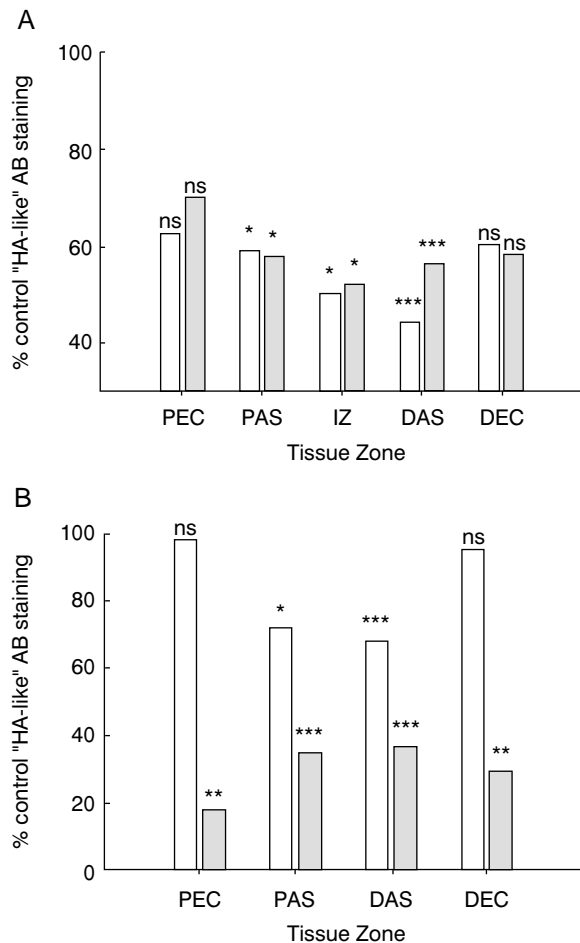 A
% control "HA-like" AB staining
100
80
60
40
ns
ns
*
*
*
*
***
***
ns
ns
PEC PAS IZ DAS DEC
Tissue Zone
B
% control "HA-like" AB staining
100
80
60
40
20
0
ns
**
*
***
***
***
ns
**
PEC PAS DAS DEC
Tissue Zone